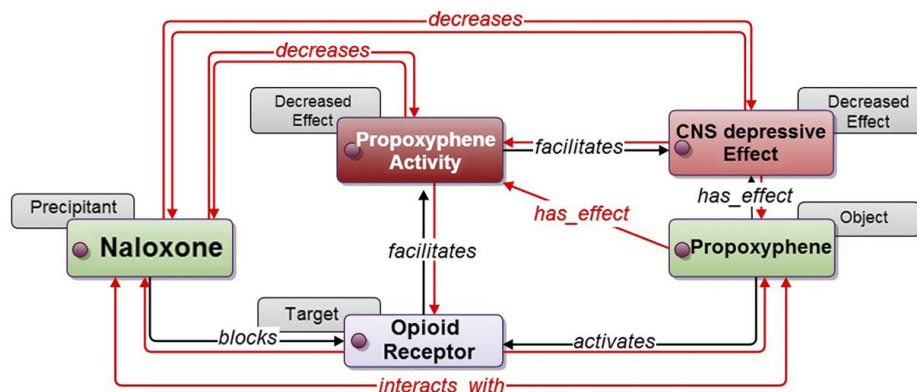 decreases
decreases
Decreased
Effect
Propoxyphene
Activity
facilitates
CNS depressive
Effect
Decreased
Effect
has_effect
has_effect
Precipitant
Naloxone
facilitates
Propoxyphene
Object
Target
Opioid
Receptor
blocks
activates
interacts_with